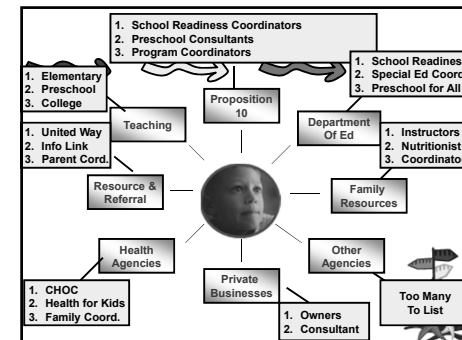 1. School Readiness Coordinators
2. Preschool Consultants
3. Program Coordinators
1. School Readines
2. Special Ed Coord
3. Preschool for All
1. Elementary
2. Preschool
3. College
Proposition
10
Teaching
Department
Of Ed
1. United Way
2. Info Link
3. Parent Cord.
1. Instructors
2. Nutritionist
3. Coordinato
Resource &
Referral
Family
Resources
Health
Agencies
Other
Agencies
Private
Businesses
1. CHOC
2. Health for Kids
3. Family Coord.
1. Owners
2. Consultant
Too Many
To List